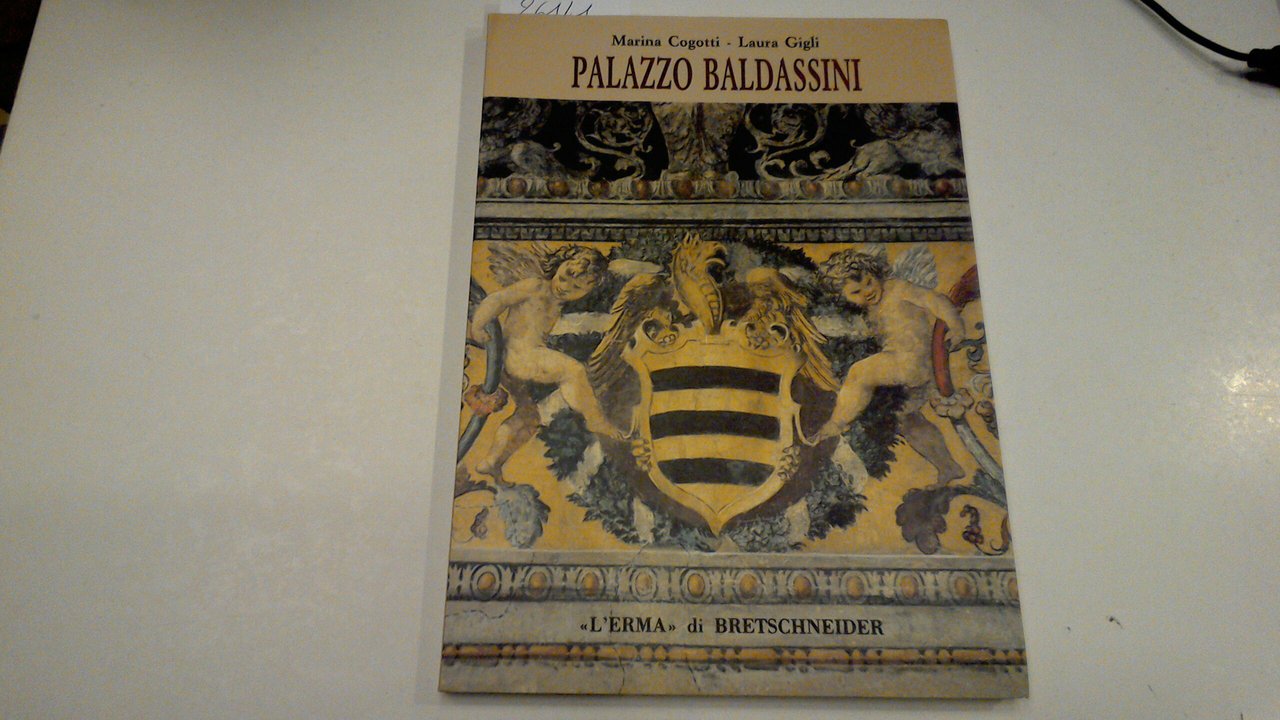 Marina Cogotti - Laura Gigli
PALAZZO BALDASSINI
«L'ERMA» di BRETSCHNEIDER